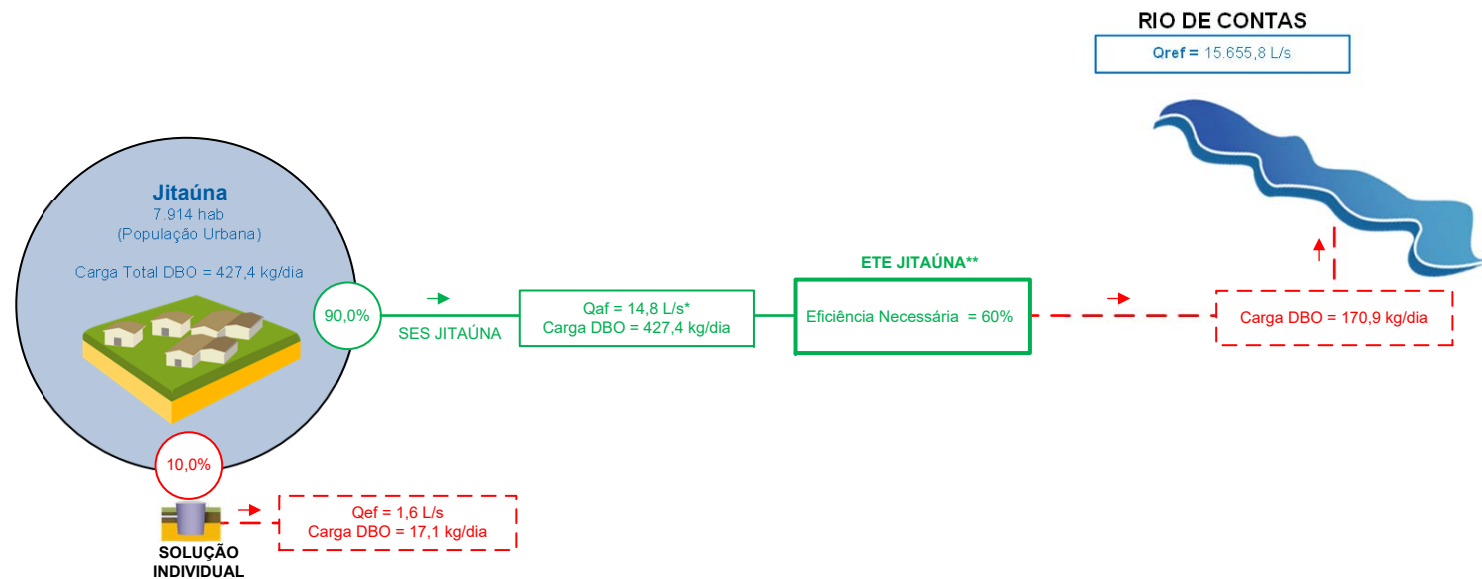 RIO DE CONTAS
Qref = 15.655,8 L/s
Jitaúna
7.914 hab
(População Urbana)
Carga Total DBO = 427,4 kg/dia
90,0%
SES JITAÚNA
Qaf = 14,8 L/s*
Carga DBO = 427,4 kg/dia
ETE JITAÚNA**
Eficiência Necessária = 60%
Carga DBO = 170,9 kg/dia
10,0%
Qef = 1,6 L/s
Carga DBO = 17,1 kg/dia
SOLUÇÃO
INDIVIDUAL